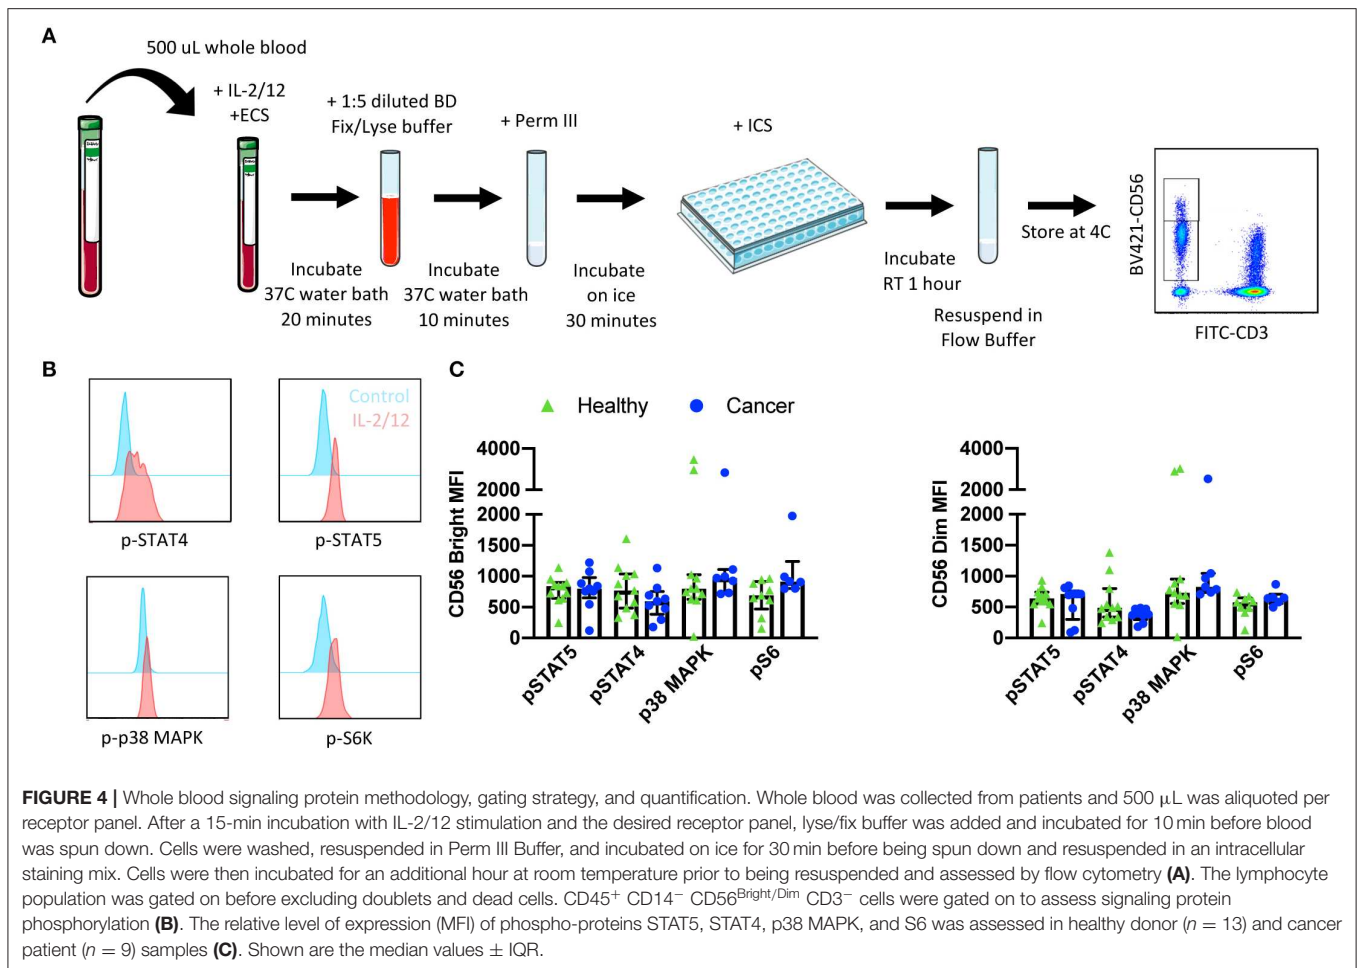 A
500 uL whole blood
+ IL-2/12
+ECS
+ 1:5 diluted BD
Fix/Lyse buffer
+ Perm III
+ ICS
Incubate
37C water bath
20 minutes
Incubate
37C water bath
10 minutes
Incubate
on ice
30 minutes
Incubate
RT 1 hour
Resuspend in
Flow Buffer
Store at 4C
BV421-CD56
FITC-CD3
B
Control
IL-2/12
p-STAT4
p-STAT5
p-p38 MAPK
p-S6K
C
Healthy
Cancer
CD56 Bright MFI
4000
2000
2000
1500
1000
500
0
pSTAT5
pSTAT4
p38 MAPK
pS6
CD56 Dim MFI
4000
2000
2000
1500
1000
500
0
pSTAT5
pSTAT4
p38 MAPK
pS6
FIGURE 4 | Whole blood signaling protein methodology, gating strategy, and quantification. Whole blood was collected from patients and 500 μL was aliquoted per
receptor panel. After a 15-min incubation with IL-2/12 stimulation and the desired receptor panel, lyse/fix buffer was added and incubated for 10 min before blood
was spun down. Cells were washed, resuspended in Perm III Buffer, and incubated on ice for 30 min before being spun down and resuspended in an intracellular
staining mix. Cells were then incubated for an additional hour at room temperature prior to being resuspended and assessed by flow cytometry (A). The lymphocyte
population was gated on before excluding doublets and dead cells. CD45+ CD14− CD56Bright/Dim CD3− cells were gated on to assess signaling protein
phosphorylation (B). The relative level of expression (MFI) of phospho-proteins STAT5, STAT4, p38 MAPK, and S6 was assessed in healthy donor (n = 13) and cancer
patient (n = 9) samples (C). Shown are the median values ± IQR.